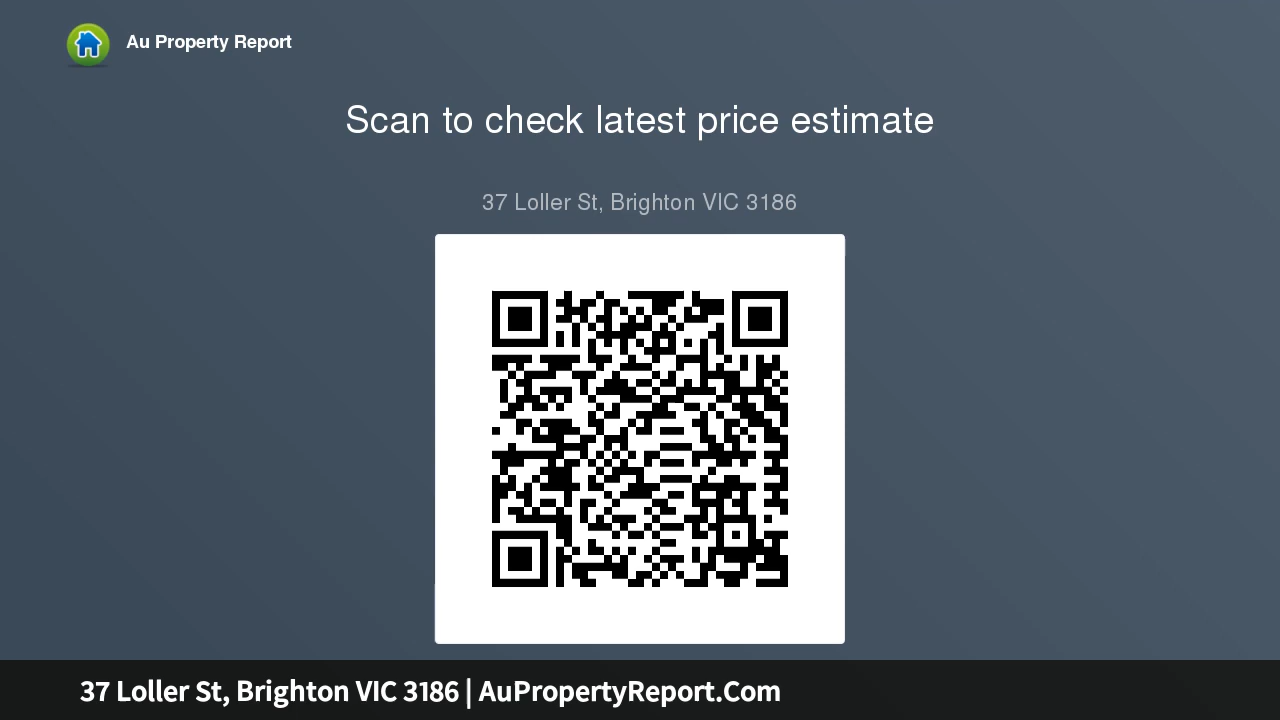 Au Property Report
Scan to check latest price estimate
37 Loller St, Brighton VIC 3186
37 Loller St, Brighton VIC 3186 | AuPropertyReport.Com